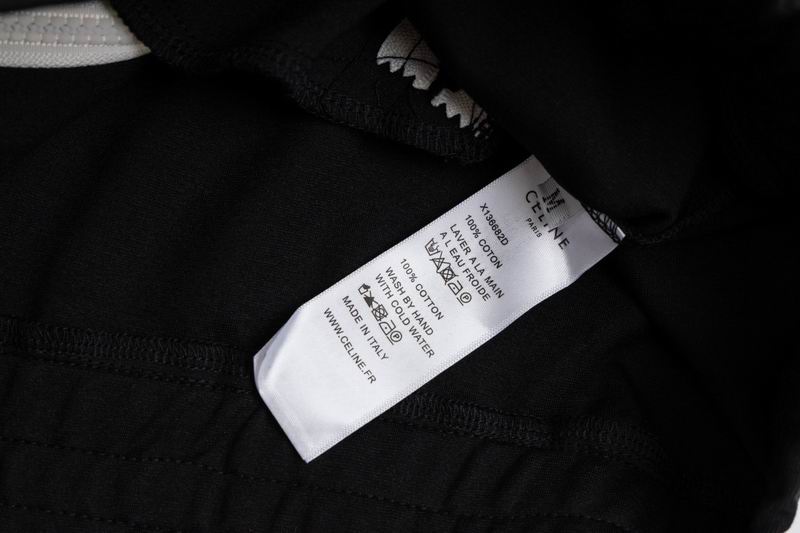 CELINE
PARIS
X136682D
100% COTON
LAVER A LA MAIN
A L EAU FROIDE
100% COTTON
WASH BY HAND
WITH COLD WATER
MADE IN ITALY
WWW.CELINE.FR